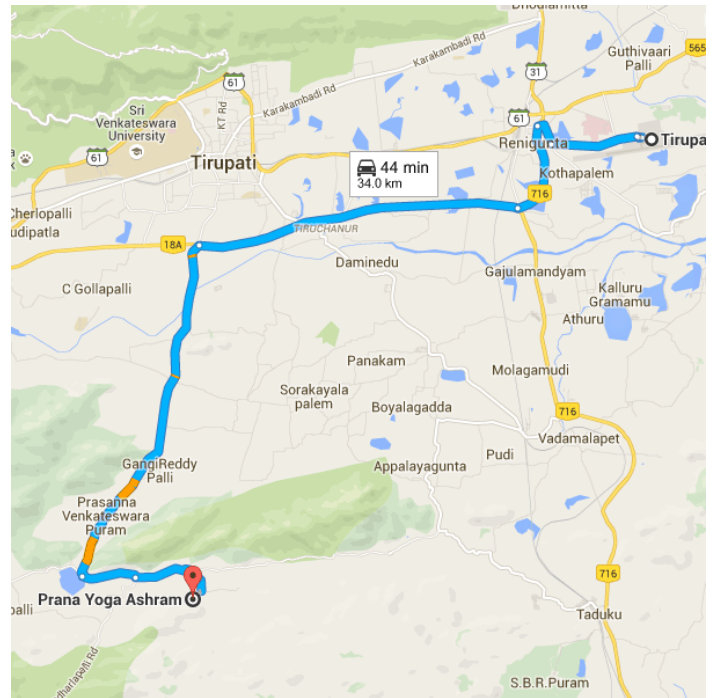 Dhoulamitta
Guthivaari
Palli
Karakambadi Rd
565
61
31
Sri
Venkateswara
University
KT Rd
Karakambadi Rd
61
Renigunta
Tirupa
61
Tirupati
44 min
34.0 km
Kothapalem
716
Cherlopalli
udipatla
18A
TIRUCHANUR
Daminedu
Gajulamandyam
C Gollapalli
Kalluru
Gramamu
Athuru
Panakam
Molagamudi
Sorakayala
palem
Boyalagadda
716
Pudi
Vadamalapet
GangiReddy
Palli
Appalayagunta
Prasanna
Venkateswara
Puram
716
Prana Yoga Ashram
palli
Taduku
S.B.R.Puram